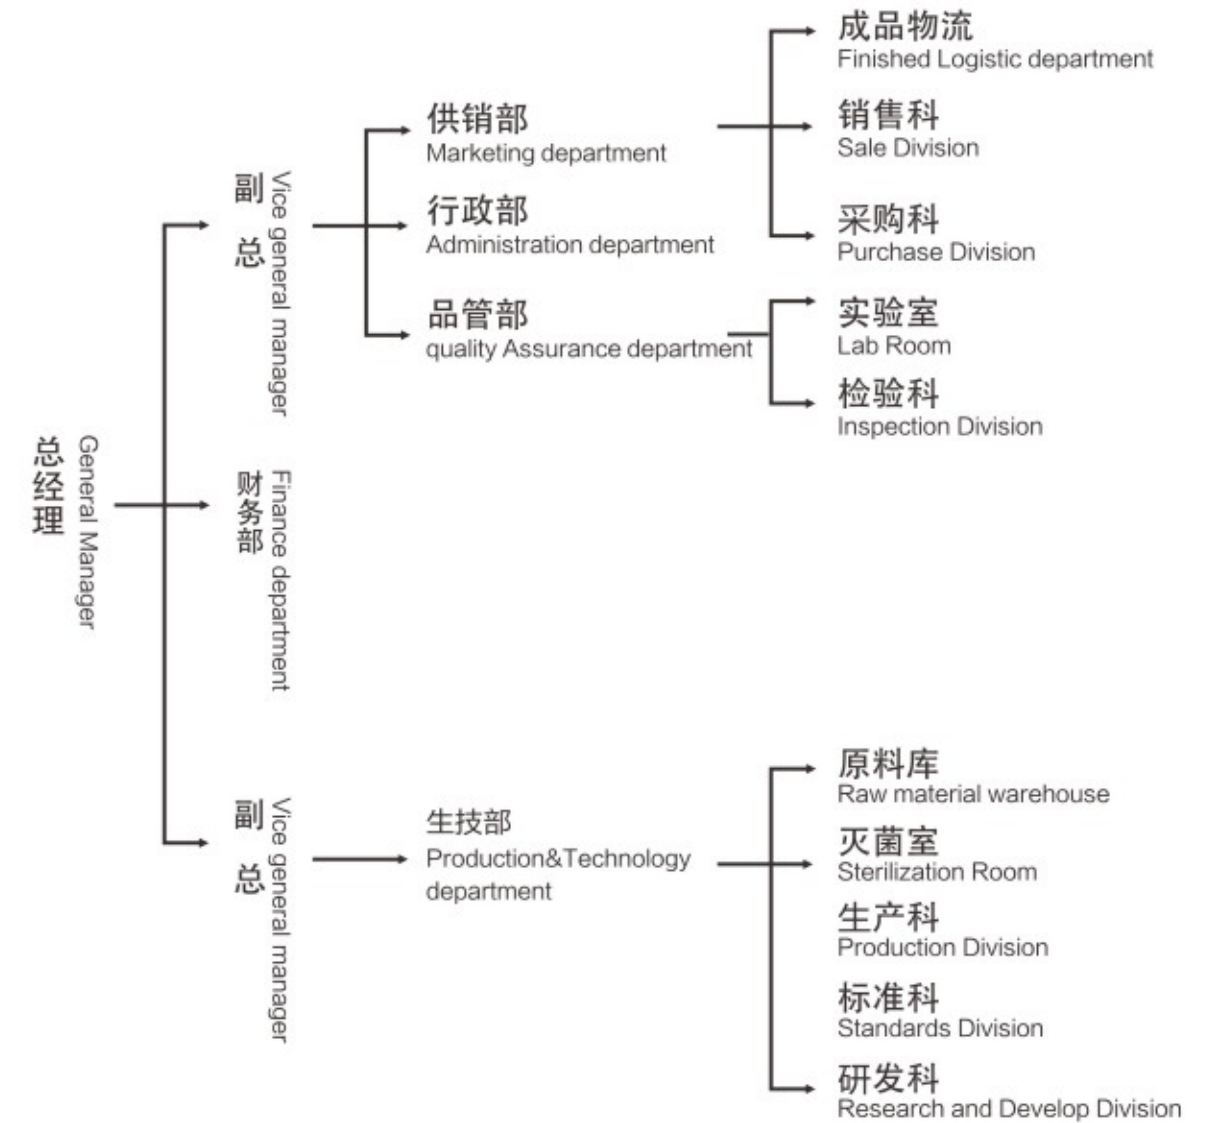 总经理
General Manager
副总
Vice general manager
供销部
Marketing department
成品物流
Finished Logistic department
销售科
Sale Division
采购科
Purchase Division
行政部
Administration department
品管部
quality Assurance department
实验室
Lab Room
检验科
Inspection Division
财务部
Finance department
副总
Vice general manager
生技部
Production&Technology
department
原料库
Raw material warehouse
灭菌室
Sterilization Room
生产科
Production Division
标准科
Standards Division
研发科
Research and Develop Division